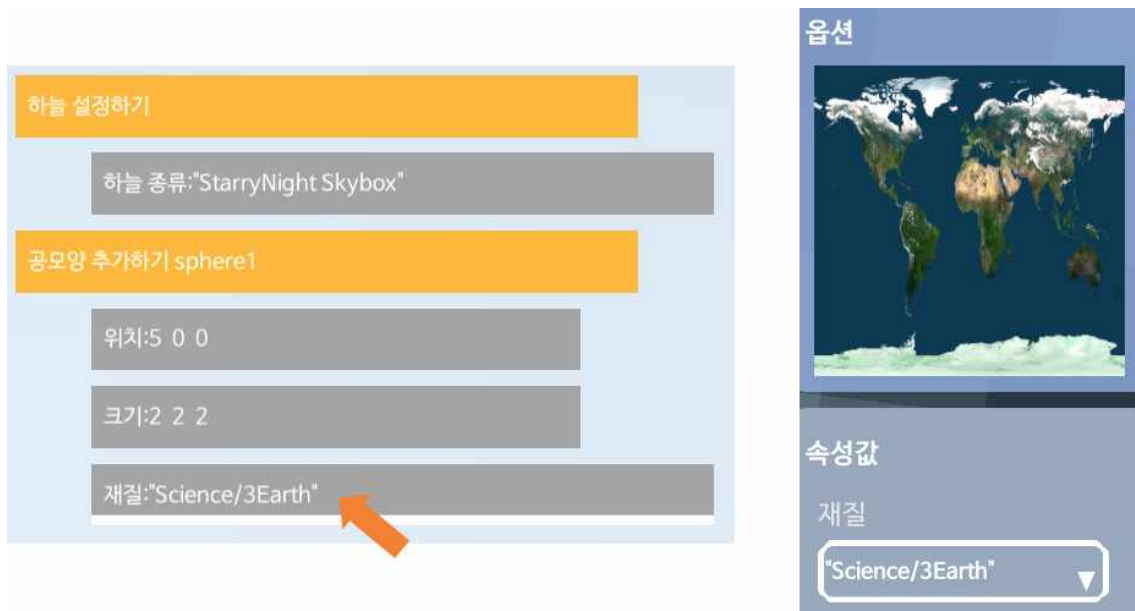 하늘 설정하기
하늘 종류:"StarryNight Skybox"
공모양 추가하기 sphere1
위치:5 0 0
크기:2 2 2
재질:"Science/3Earth"
옵션
속성값
재질
"Science/3Earth"